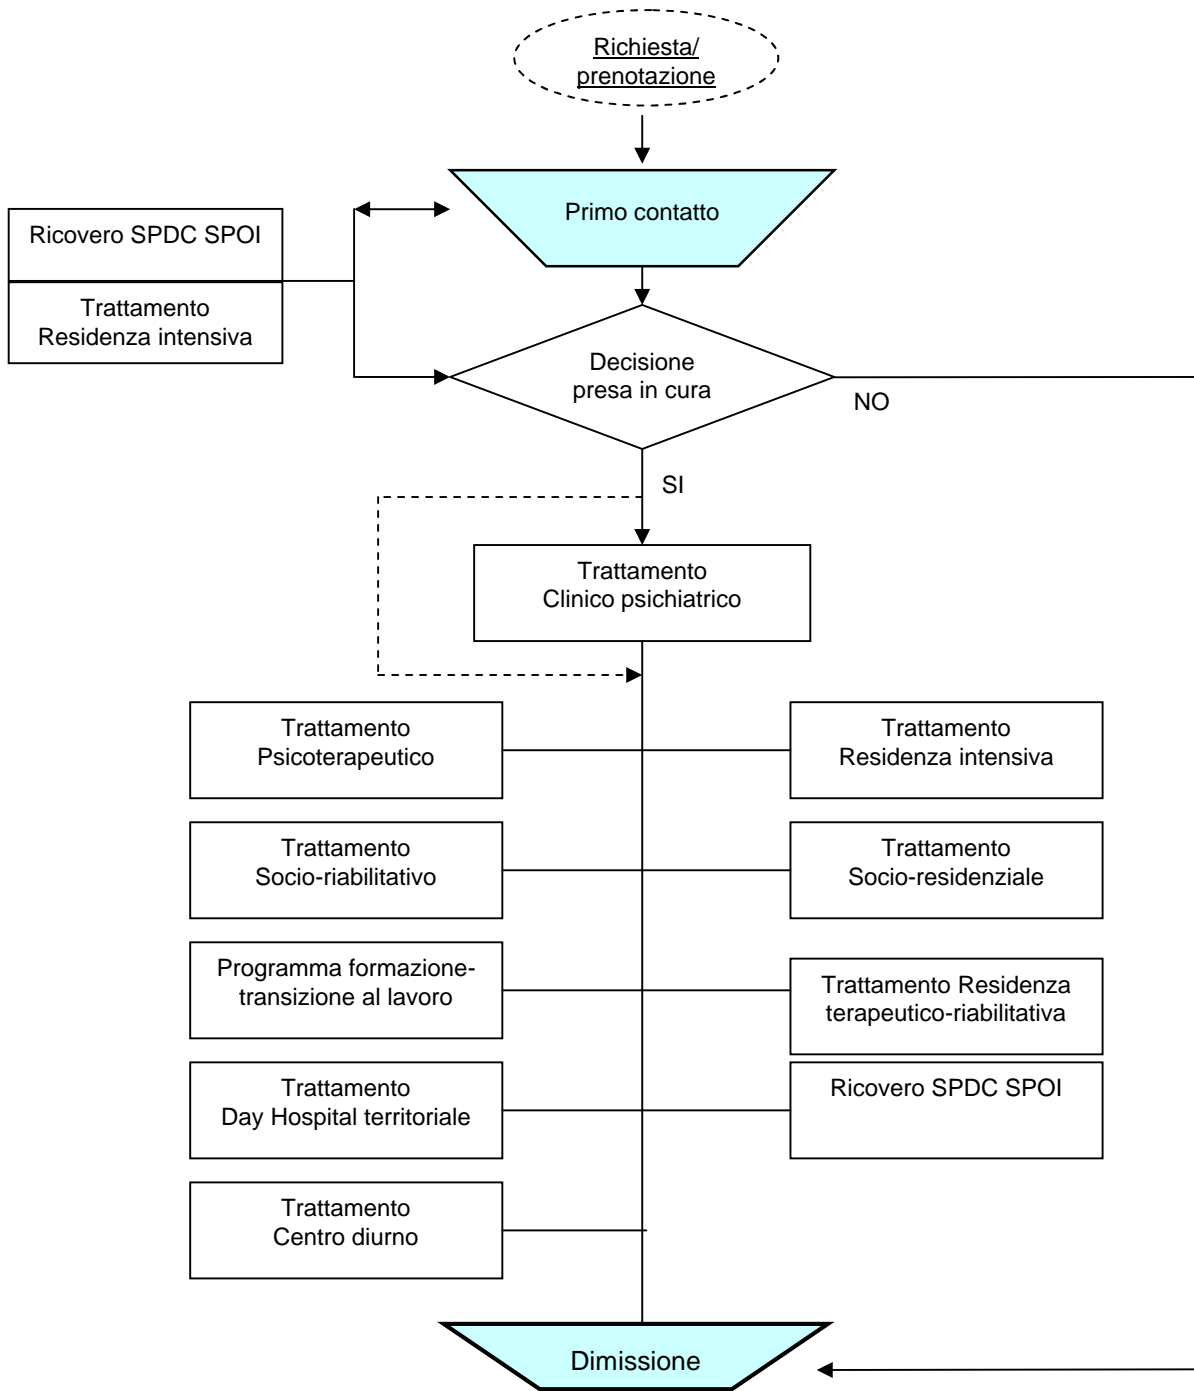 Richiesta/
prenotazione
Primo contatto
Ricovero SPDC SPOI
Trattamento
Residenza intensiva
Decisione
presa in cura
NO
SI
Trattamento
Clinico psichiatrico
Trattamento
Psicoterapeutico
Trattamento
Residenza intensiva
Trattamento
Socio-riabilitativo
Trattamento
Socio-residenziale
Programma formazione-
transizione al lavoro
Trattamento Residenza
terapeutico-riabilitativa
Trattamento
Day Hospital territoriale
Ricovero SPDC SPOI
Trattamento
Centro diurno
Dimissione